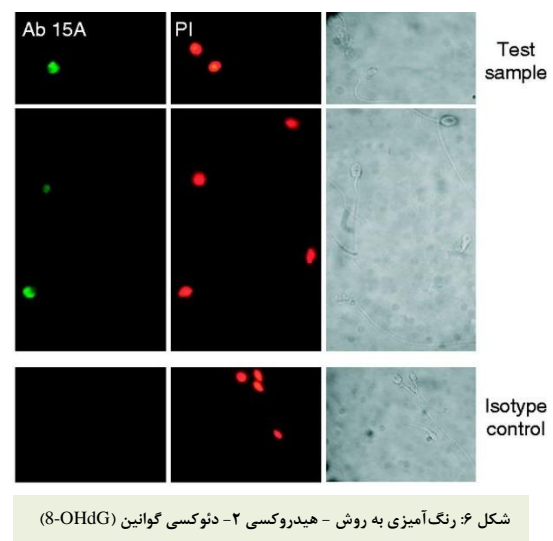 Ab 15A PI
Test
sample
Isotype
control
شکل ۶: رنگ‌آمیزی به روش - هیدروکسی ۲- دئوکسی گوانین (8-OHdG)